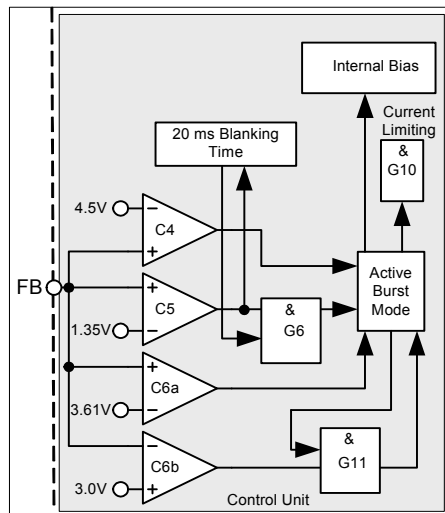 Internal Bias
Current
Limiting
20 ms Blanking
Time
&
G10
4.5V
−
C4
+
FB
+
C5
−
1.35V
&
G6
Active
Burst
Mode
+
C6a
−
3.61V
−
C6b
+
3.0V
&
G11
Control Unit